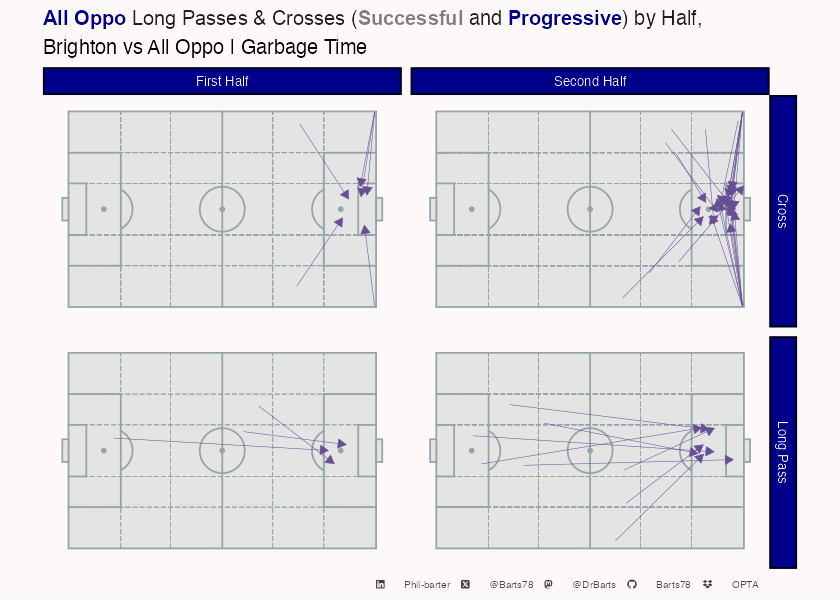 All Oppo Long Passes & Crosses (Successful and Progressive) by Half,
Brighton vs All Oppo | Garbage Time
First Half
Second Half
Cross
Long Pass
Phil-barter @Barts78 @DrBarts Barts78 OPTA